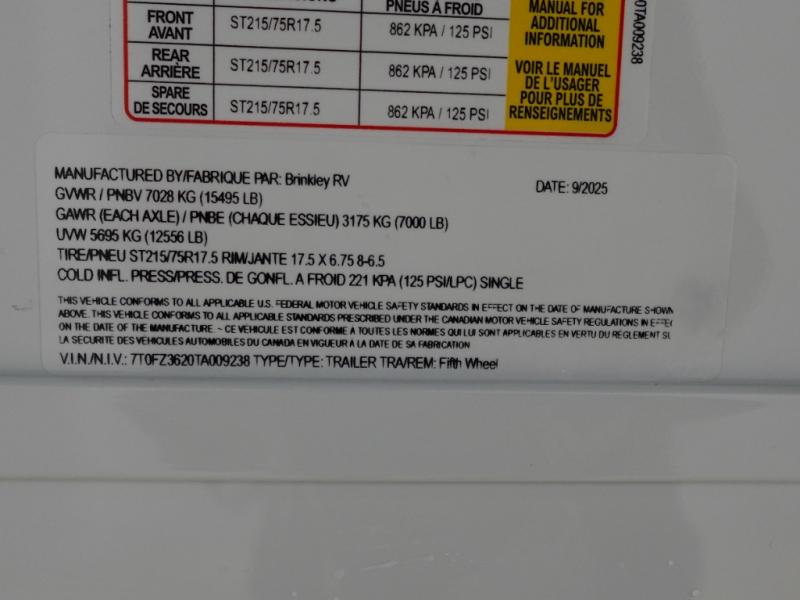 PNEUS À FROID
FRONT
AVANT
ST215/75R17.5
862 KPA / 125 PSI
REAR
ARRIÈRE
ST215/75R17.5
862 KPA / 125 PSI
SPARE
DE SECOURS
ST215/75R17.5
862 KPA / 125 PSI
MANUAL FOR
ADDITIONAL
INFORMATION
VOIR LE MANUEL
DE L'USAGER
POUR PLUS DE
RENSEIGNEMENTS
0TA009238
MANUFACTURED BY/FABRIQUE PAR: Brinkley RV
DATE: 9/2025
GVWR / PNBV 7028 KG (15495 LB)
GAWR (EACH AXLE) / PNBE (CHAQUE ESSIEU) 3175 KG (7000 LB)
UVW 5695 KG (12556 LB)
TIRE/PNEU ST215/75R17.5 RIM/JANTE 17.5 X 6.75 8-6.5
COLD INFL. PRESS/PRESS. DE GONFL. A FROID 221 KPA (125 PSI/LPC) SINGLE
THIS VEHICLE CONFORMS TO ALL APPLICABLE U.S. FEDERAL MOTOR VEHICLE SAFETY STANDARDS IN EFFECT ON THE DATE OF MANUFACTURE SHOWN
ABOVE. THIS VEHICLE CONFORMS TO ALL APPLICABLE STANDARDS PRESCRIBED UNDER THE CANADIAN MOTOR VEHICLE SAFETY REGULATIONS IN EFFEC
ON THE DATE OF THE MANUFACTURE - CE VEHICULE EST CONFORME A TOUTES LES NORMES QUI LUI SONT APPLICABLES EN VERTU DU REGLEMENT SU
LA SECURITE DES VEHICULES AUTOMOBILES DU CANADA EN VIGUEUR A LA DATE DE SA FABRICATION
V.I.N./N.I.V.: 7T0FZ3620TA009238 TYPE/TYPE: TRAILER TRA/REM: Fifth Wheel